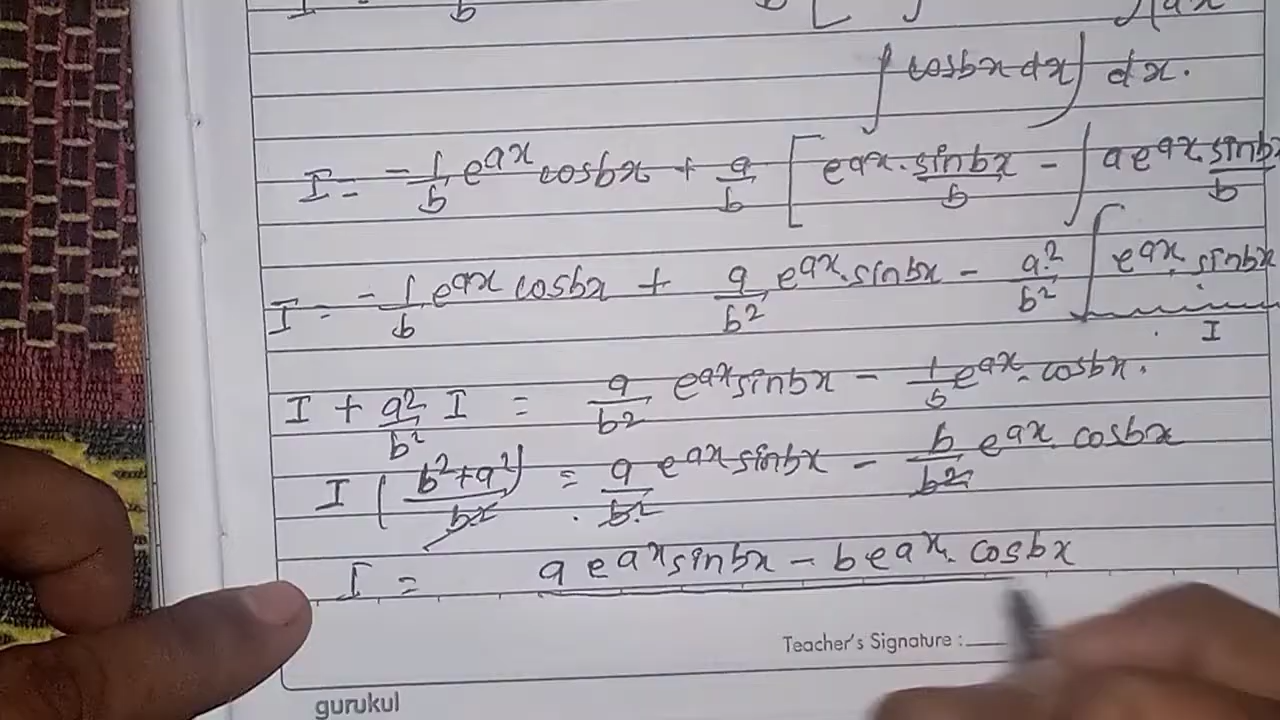 ∫cosbx dx) dx.
I = -1/b e^ax cosbx + a/b [e^ax . sinbx/b - ∫ a e^ax sinbx/b
I = -1/b e^ax cosbx + a/b² e^ax . sinbx - a²/b² ∫ e^ax . sinbx
I
I + a²/b² I = a/b² e^ax sinbx - 1/b e^ax . cosbx .
I (b²+a²/b²) = a/b² e^ax sinbx - b/b² e^ax . cosbx
I = a e^ax sinbx - b e^ax . cosbx
Teacher's Signature :
gurukul